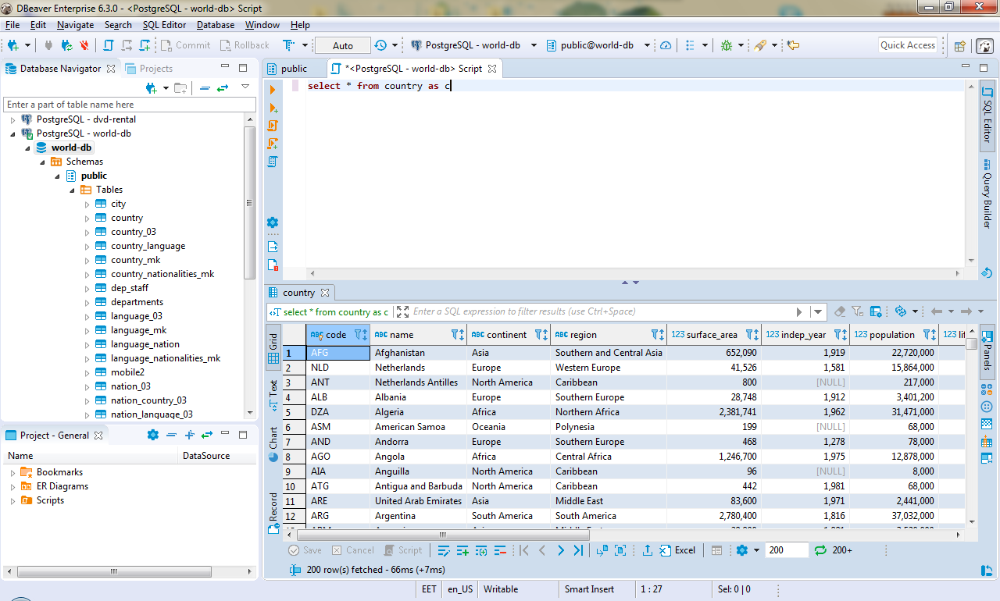 DBeaver Enterprise 6.3.0 - <PostgreSQL - world-db> Script
File Edit Navigate Search SQL Editor Database Window Help
Commit Rollback Auto PostgreSQL - world-db public@world-db Quick Access
Database Navigator Projects
Enter a part of table name here
PostgreSQL - dvd-rental
PostgreSQL - world-db
world-db
Schemas
public
Tables
city
country
country_03
country_language
country_mk
country_nationalities_mk
dep_staff
departments
language_03
language_mk
language_nation
language_nationalities_mk
mobile2
nation_03
nation_country_03
nation_language_03
Project - General
Name DataSource
Bookmarks
ER Diagrams
Scripts
public *<PostgreSQL - world-db> Script
select * from country as c
SQL Editor
Query Builder
country
select * from country as c Enter a SQL expression to filter results (use Ctrl+Space)
Grid
Text
Chart
Record
ABC code ABC name ABC continent ABC region 123 surface_area 123 indep_year 123 population 123
1 AFG Afghanistan Asia Southern and Central Asia 652,090 1,919 22,720,000
2 NLD Netherlands Europe Western Europe 41,526 1,581 15,864,000
3 ANT Netherlands Antilles North America Caribbean 800 [NULL] 217,000
4 ALB Albania Europe Southern Europe 28,748 1,912 3,401,200
5 DZA Algeria Africa Northern Africa 2,381,741 1,962 31,471,000
6 ASM American Samoa Oceania Polynesia 199 [NULL] 68,000
7 AND Andorra Europe Southern Europe 468 1,278 78,000
8 AGO Angola Africa Central Africa 1,246,700 1,975 12,878,000
9 AIA Anguilla North America Caribbean 96 [NULL] 8,000
10 ATG Antigua and Barbuda North America Caribbean 442 1,981 68,000
11 ARE United Arab Emirates Asia Middle East 83,600 1,971 2,441,000
12 ARG Argentina South America South America 2,780,400 1,816 37,032,000
Panels
Save Cancel Script Excel 200 200+
200 row(s) fetched - 66ms (+7ms)
EET en_US Writable Smart Insert 1 : 27 Sel: 0 | 0